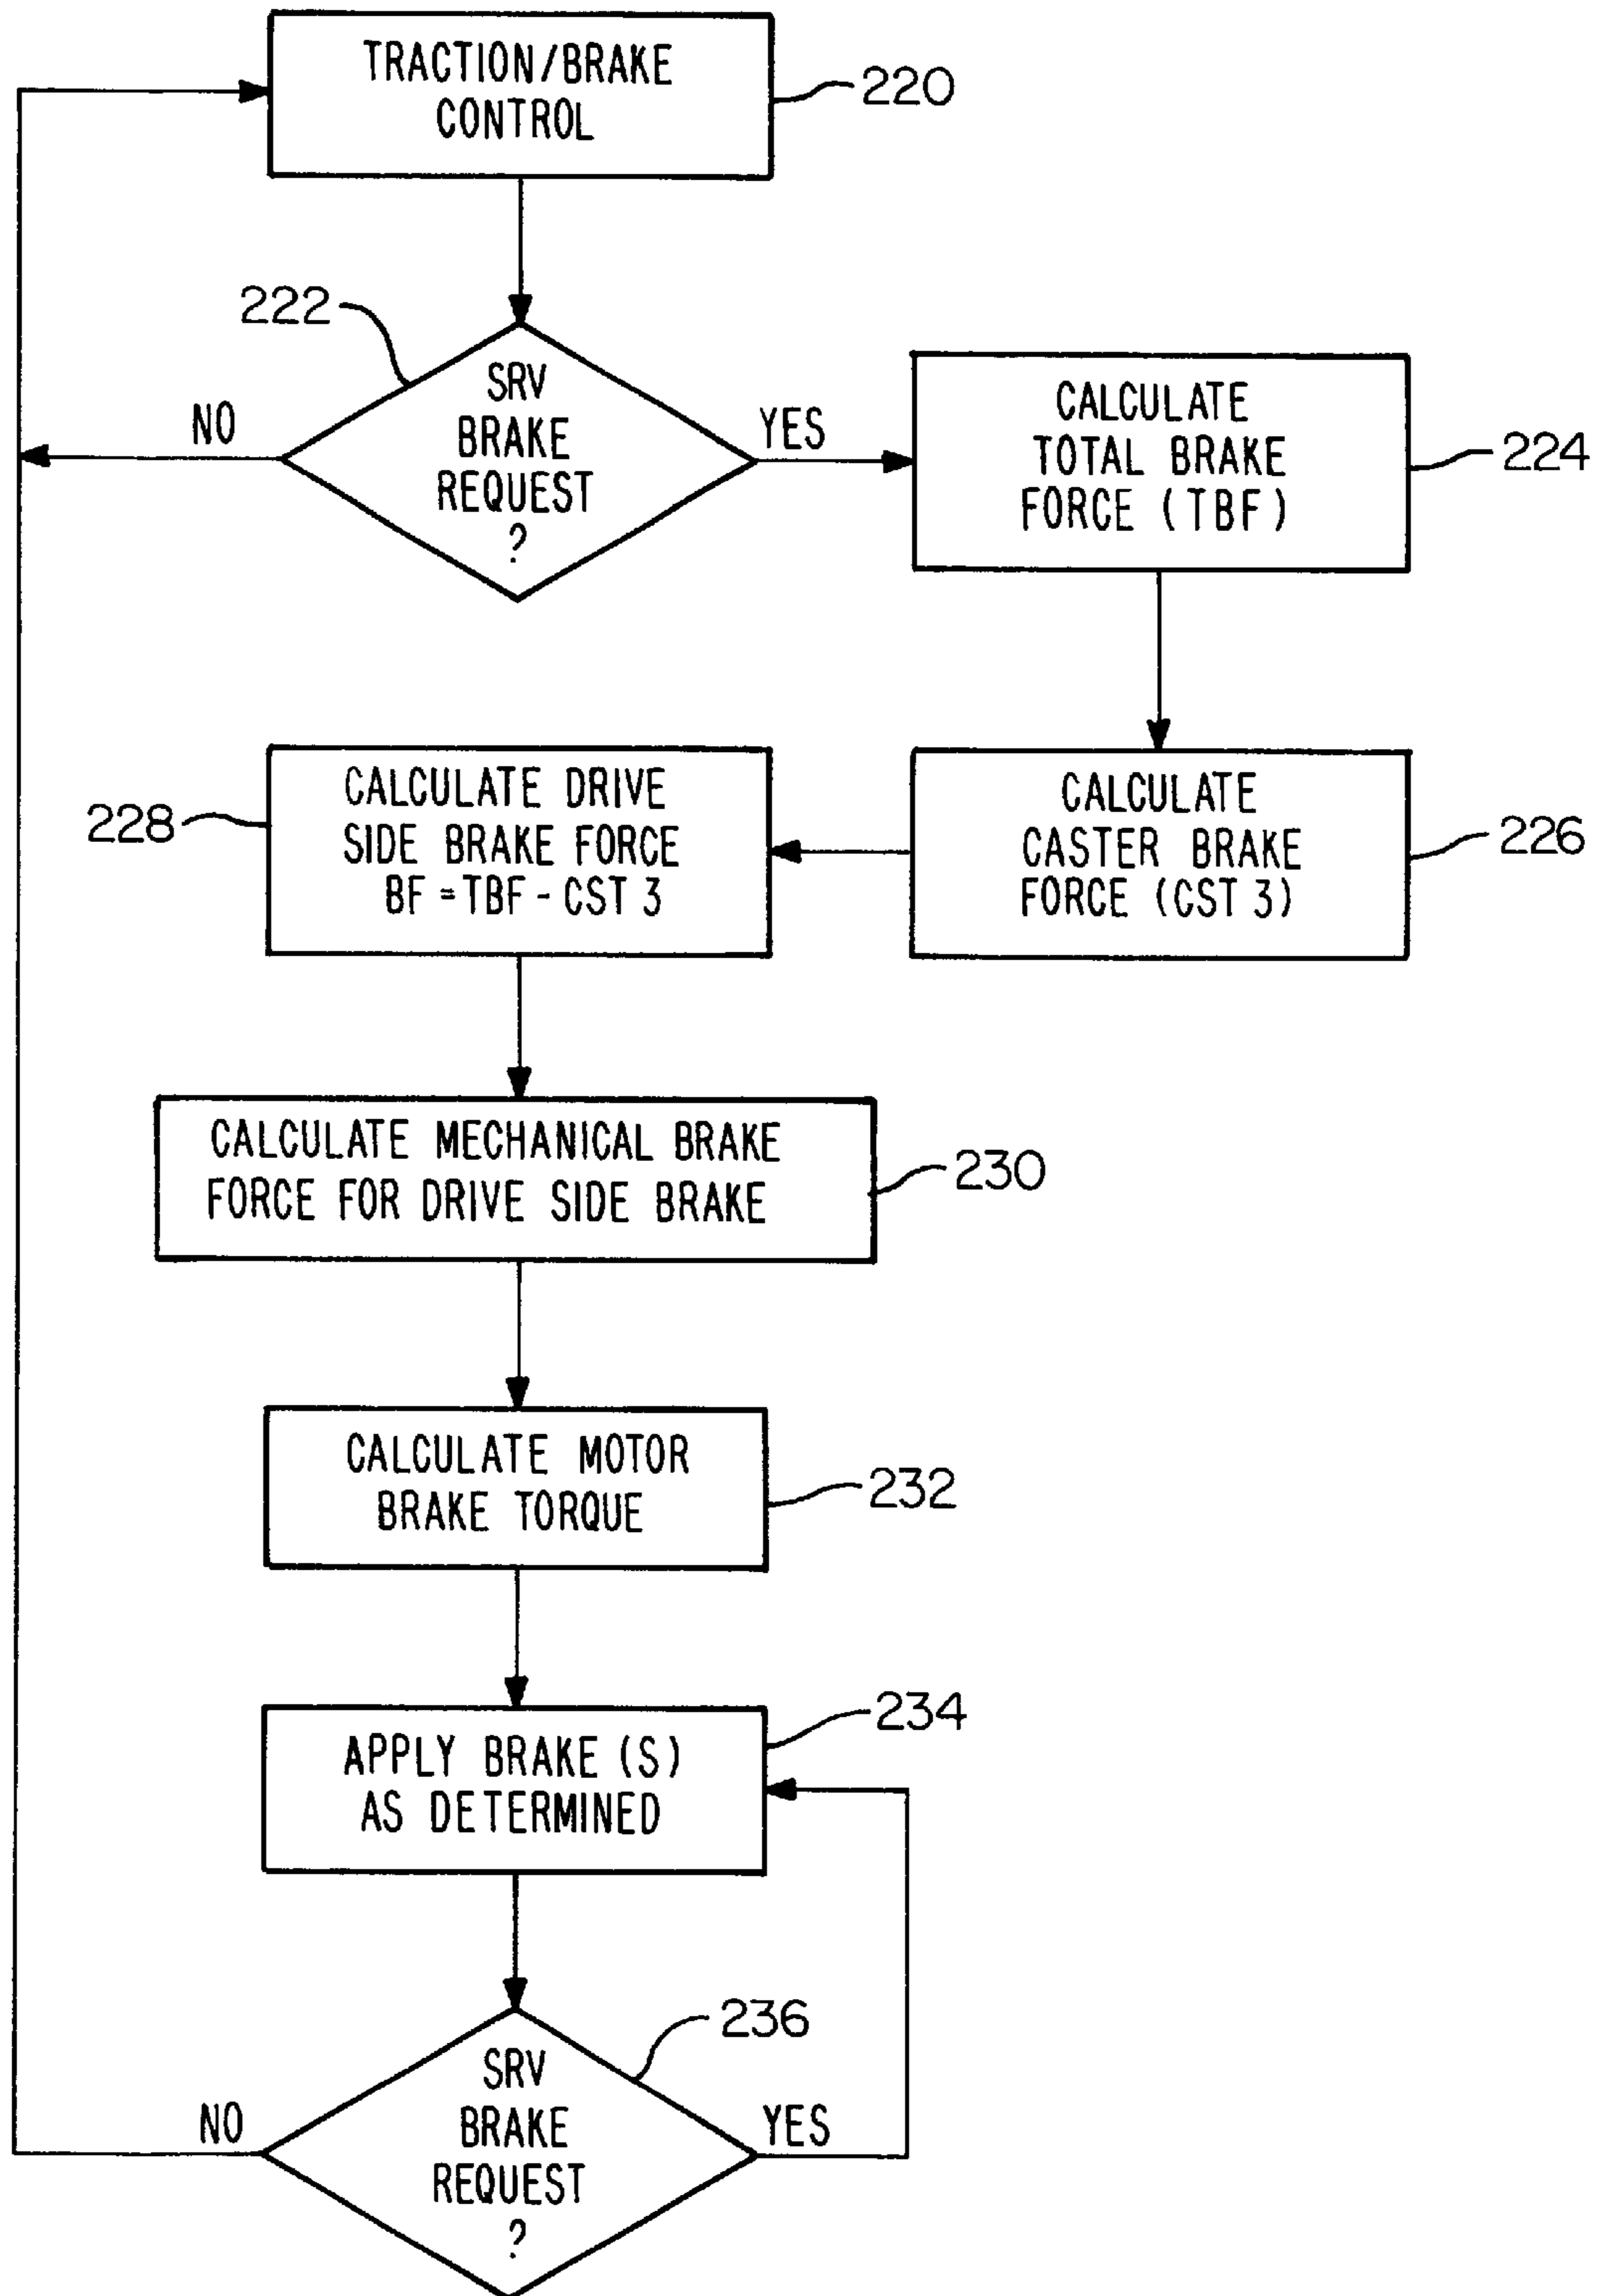 TRACTION/BRAKE
CONTROL
220
222
SRV
BRAKE
REQUEST
?
NO
YES
CALCULATE
TOTAL BRAKE
FORCE (TBF)
224
CALCULATE
CASTER BRAKE
FORCE (CST 3)
226
CALCULATE DRIVE
SIDE BRAKE FORCE
BF = TBF - CST 3
228
CALCULATE MECHANICAL BRAKE
FORCE FOR DRIVE SIDE BRAKE
230
CALCULATE MOTOR
BRAKE TORQUE
232
APPLY BRAKE (S)
AS DETERMINED
234
SRV
BRAKE
REQUEST
?
236
NO
YES